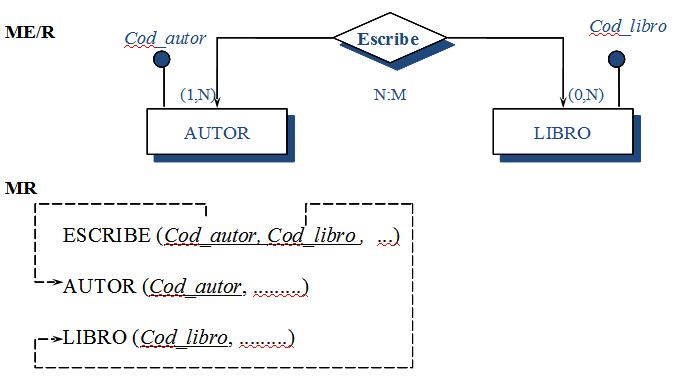 ME/R
Cod_autor
Escribe
Cod_libro
(1,N)
N:M
(0,N)
AUTOR
LIBRO
MR
ESCRIBE (Cod_autor, Cod_libro, ...)
AUTOR (Cod_autor, .........)
LIBRO (Cod_libro, .........)